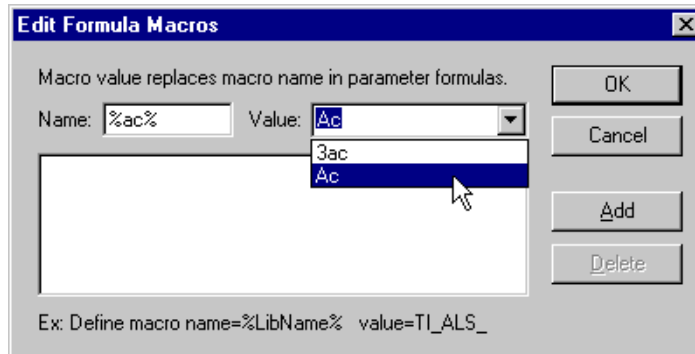 Edit Formula Macros
Macro value replaces macro name in parameter formulas.
Name: %ac% Value: Ac
3ac
Ac
OK
Cancel
Add
Delete
Ex: Define macro name=%LibName% value=TI_ALS_